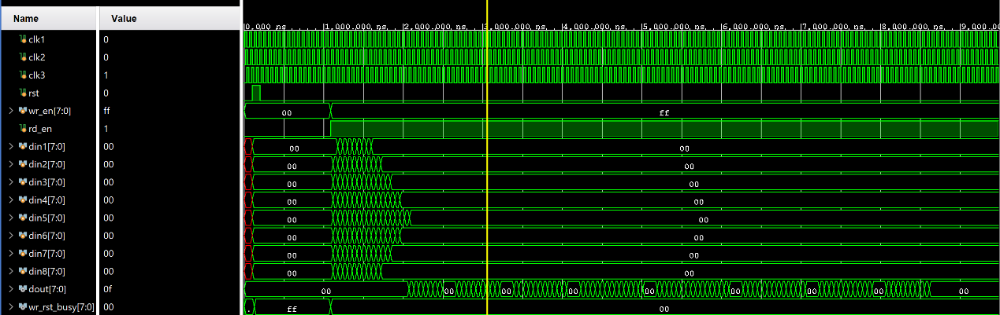 Name Value
0.000 ns 1,000.000 ns 2,000.000 ns 3,000.000 ns 4,000.000 ns 5,000.000 ns 6,000.000 ns 7,000.000 ns 8,000.000 ns 9,000.00
clk1 0
clk2 0
clk3 1
rst 0
wr_en[7:0] ff 00 ff
rd_en 1
din1[7:0] 00 00 00
din2[7:0] 00 00 00
din3[7:0] 00 00 00
din4[7:0] 00 00 00
din5[7:0] 00 00 00
din6[7:0] 00 00 00
din7[7:0] 00 00 00
din8[7:0] 00 00 00
dout[7:0] 0f 00 00 00 00 00 00 00 00 00 00
wr_rst_busy[7:0] 00 . ff 00